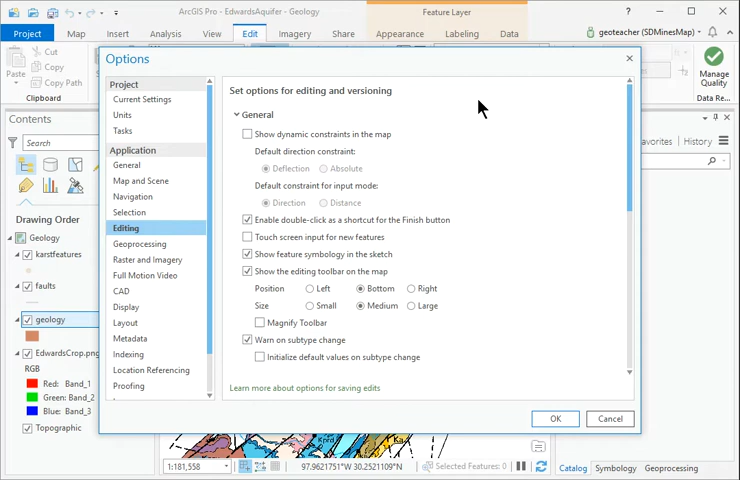 ArcGIS Pro - EdwardsAquifer - Geology
Feature Layer
?
Project
Map
Insert
Analysis
View
Edit
Imagery
Share
Appearance
Labeling
Data
geoteacher (SDMinesMap)
Paste
Cut
Copy
Copy Path
Clipboard
Manage
Quality
Data Re...
Contents
Search
Drawing Order
Geology
karstfeatures
faults
geology
EdwardsCrop.png
RGB
Red: Band_1
Green: Band_2
Blue: Band_3
Topographic
Options
Project
Current Settings
Units
Tasks
Application
General
Map and Scene
Navigation
Selection
Editing
Geoprocessing
Raster and Imagery
Full Motion Video
CAD
Display
Layout
Metadata
Indexing
Location Referencing
Proofing
Set options for editing and versioning
General
Show dynamic constraints in the map
Default direction constraint:
Deflection
Absolute
Default constraint for input mode:
Direction
Distance
Enable double-click as a shortcut for the Finish button
Touch screen input for new features
Show feature symbology in the sketch
Show the editing toolbar on the map
Position
Left
Bottom
Right
Size
Small
Medium
Large
Magnify Toolbar
Warn on subtype change
Initialize default values on subtype change
Learn more about options for saving edits
OK
Cancel
avorites
History
Kprd
Ka
1:181,558
97.9621751°W 30.2521109°N
Selected Features: 0
Catalog
Symbology
Geoprocessing